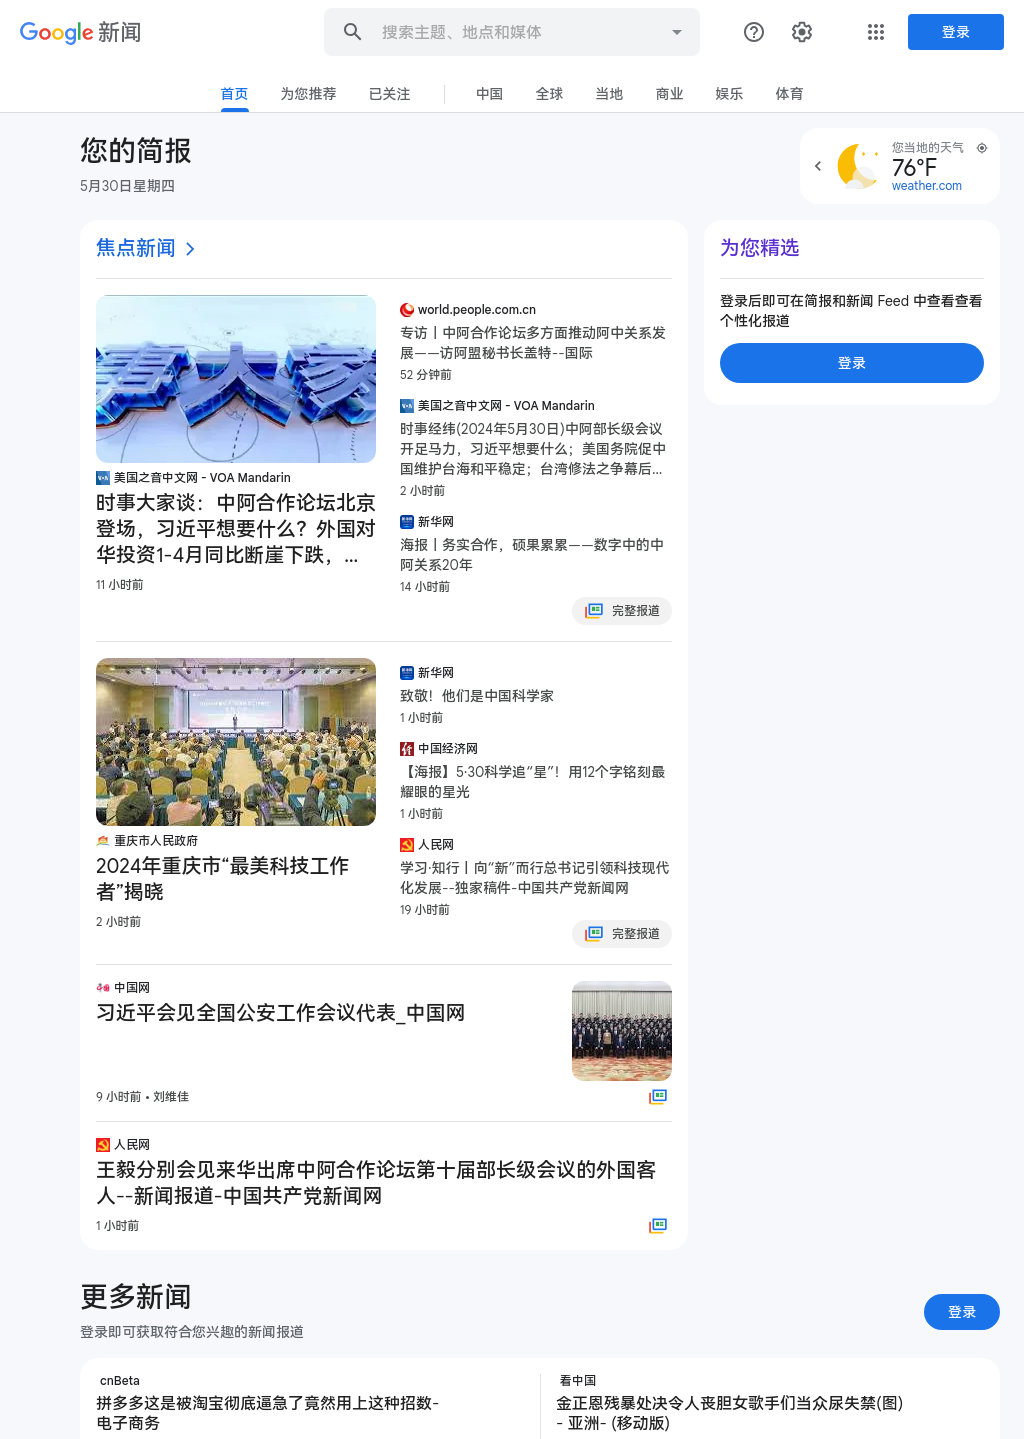 Google 新闻
搜索主题、地点和媒体
登录
首页
为您推荐
已关注
中国
全球
当地
商业
娱乐
体育
您的简报
5月30日星期四
您当地的天气
76°F
weather.com
焦点新闻
美国之音中文网 - VOA Mandarin
时事大家谈：中阿合作论坛北京
登场，习近平想要什么？外国对
华投资1-4月同比断崖下跌，...
11 小时前
world.people.com.cn
专访丨中阿合作论坛多方面推动阿中关系发
展——访阿盟秘书长盖特--国际
52 分钟前
美国之音中文网 - VOA Mandarin
时事经纬(2024年5月30日)中阿部长级会议
开足马力，习近平想要什么；美国务院促中
国维护台海和平稳定；台湾修法之争幕后...
2 小时前
新华网
海报丨务实合作，硕果累累——数字中的中
阿关系20年
14 小时前
完整报道
重庆市人民政府
2024年重庆市“最美科技工作
者”揭晓
2 小时前
新华网
致敬！他们是中国科学家
1 小时前
中国经济网
【海报】5·30科学追“星”！用12个字铭刻最
耀眼的星光
1 小时前
人民网
学习·知行丨向“新”而行总书记引领科技现代
化发展--独家稿件-中国共产党新闻网
19 小时前
完整报道
中国网
习近平会见全国公安工作会议代表_中国网
9 小时前 • 刘维佳
人民网
王毅分别会见来华出席中阿合作论坛第十届部长级会议的外国客
人--新闻报道-中国共产党新闻网
1 小时前
为您精选
登录后即可在简报和新闻 Feed 中查看查看
个性化报道
登录
更多新闻
登录即可获取符合您兴趣的新闻报道
登录
cnBeta
拼多多这是被淘宝彻底逼急了竟然用上这种招数-
电子商务
看中国
金正恩残暴处决令人丧胆女歌手们当众尿失禁(图)
- 亚洲- (移动版)